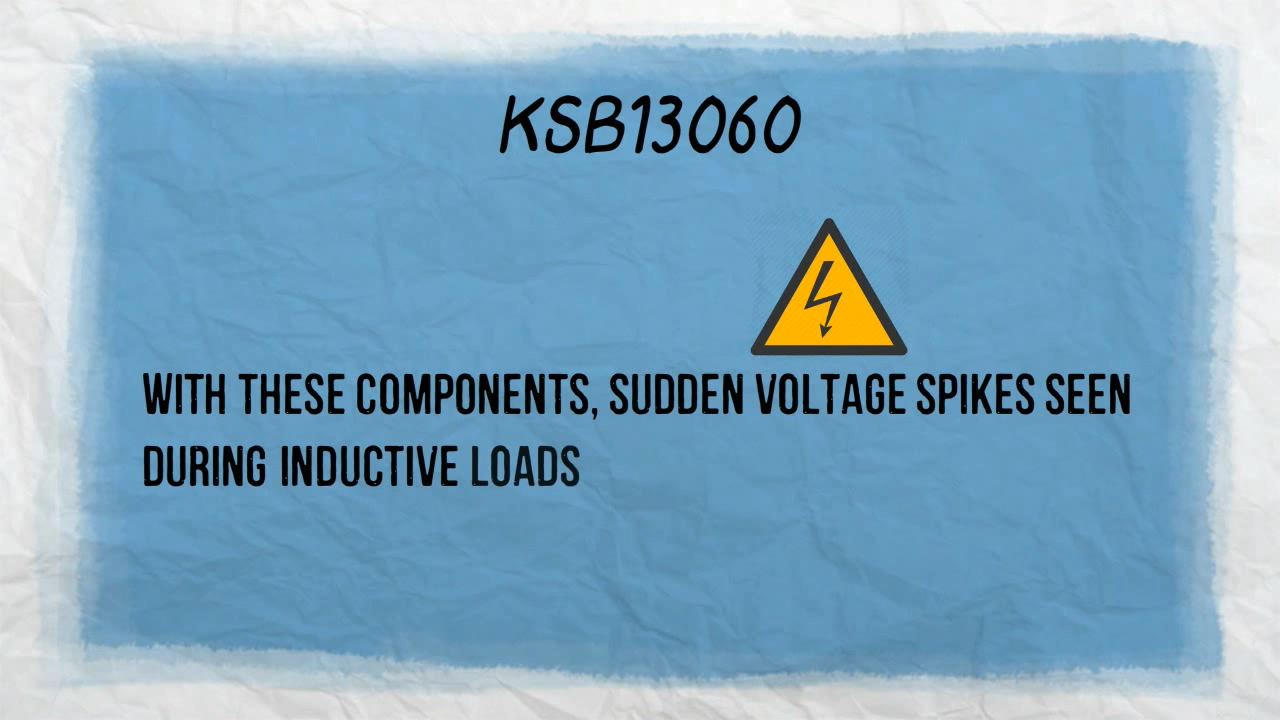 KSB13060
WITH THESE COMPONENTS, SUDDEN VOLTAGE SPIKES SEEN
DURING INDUCTIVE LOADS